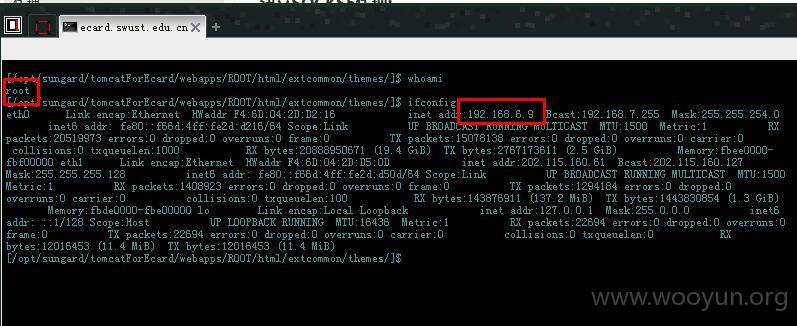 ecard.swust.edu.cn
[/opt/sungard/tomcatForEcard/webapps/ROOT/html/extcommon/themes/]$ whoami
root
[/opt/sungard/tomcatForEcard/webapps/ROOT/html/extcommon/themes/]$ ifconfig
eth0 Link encap:Ethernet HWaddr F4:6D:04:2D:D2:16 inet addr:192.168.6.9 Bcast:192.168.7.255 Mask:255.255.254.0
inet6 addr: fe80::f66d:4ff:fe2d:d216/64 Scope:Link UP BROADCAST RUNNING MULTICAST MTU:1500 Metric:1 RX
packets:20519973 errors:0 dropped:0 overruns:0 frame:0 TX packets:15078138 errors:0 dropped:0 overruns:0 carrier:0
collisions:0 txqueuelen:1000 RX bytes:20888950671 (19.4 GiB) TX bytes:2767173611 (2.5 GiB) Memory:fbee0000-
fbf00000 eth1 Link encap:Ethernet HWaddr F4:6D:04:2D:D5:0D inet addr:202.115.160.61 Bcast:202.115.160.127
Mask:255.255.255.128 inet6 addr: fe80::f66d:4ff:fe2d:d50d/64 Scope:Link UP BROADCAST RUNNING MULTICAST MTU:1500
Metric:1 RX packets:1408923 errors:0 dropped:0 overruns:0 frame:0 TX packets:1294184 errors:0 dropped:0
overruns:0 carrier:0 collisions:0 txqueuelen:100 RX bytes:143876911 (137.2 MiB) TX bytes:1443830854 (1.3 GiB)
Memory:fbde0000-fbe00000 lo Link encap:Local Loopback inet addr:127.0.0.1 Mask:255.0.0.0 inet6
addr: ::1/128 Scope:Host UP LOOPBACK RUNNING MTU:16436 Metric:1 RX packets:22694 errors:0 dropped:0 overruns:0
frame:0 TX packets:22694 errors:0 dropped:0 overruns:0 carrier:0 collisions:0 txqueuelen:0 RX
bytes:12016453 (11.4 MiB) TX bytes:12016453 (11.4 MiB)
[/opt/sungard/tomcatForEcard/webapps/ROOT/html/extcommon/themes/]$
www.wooyun.org